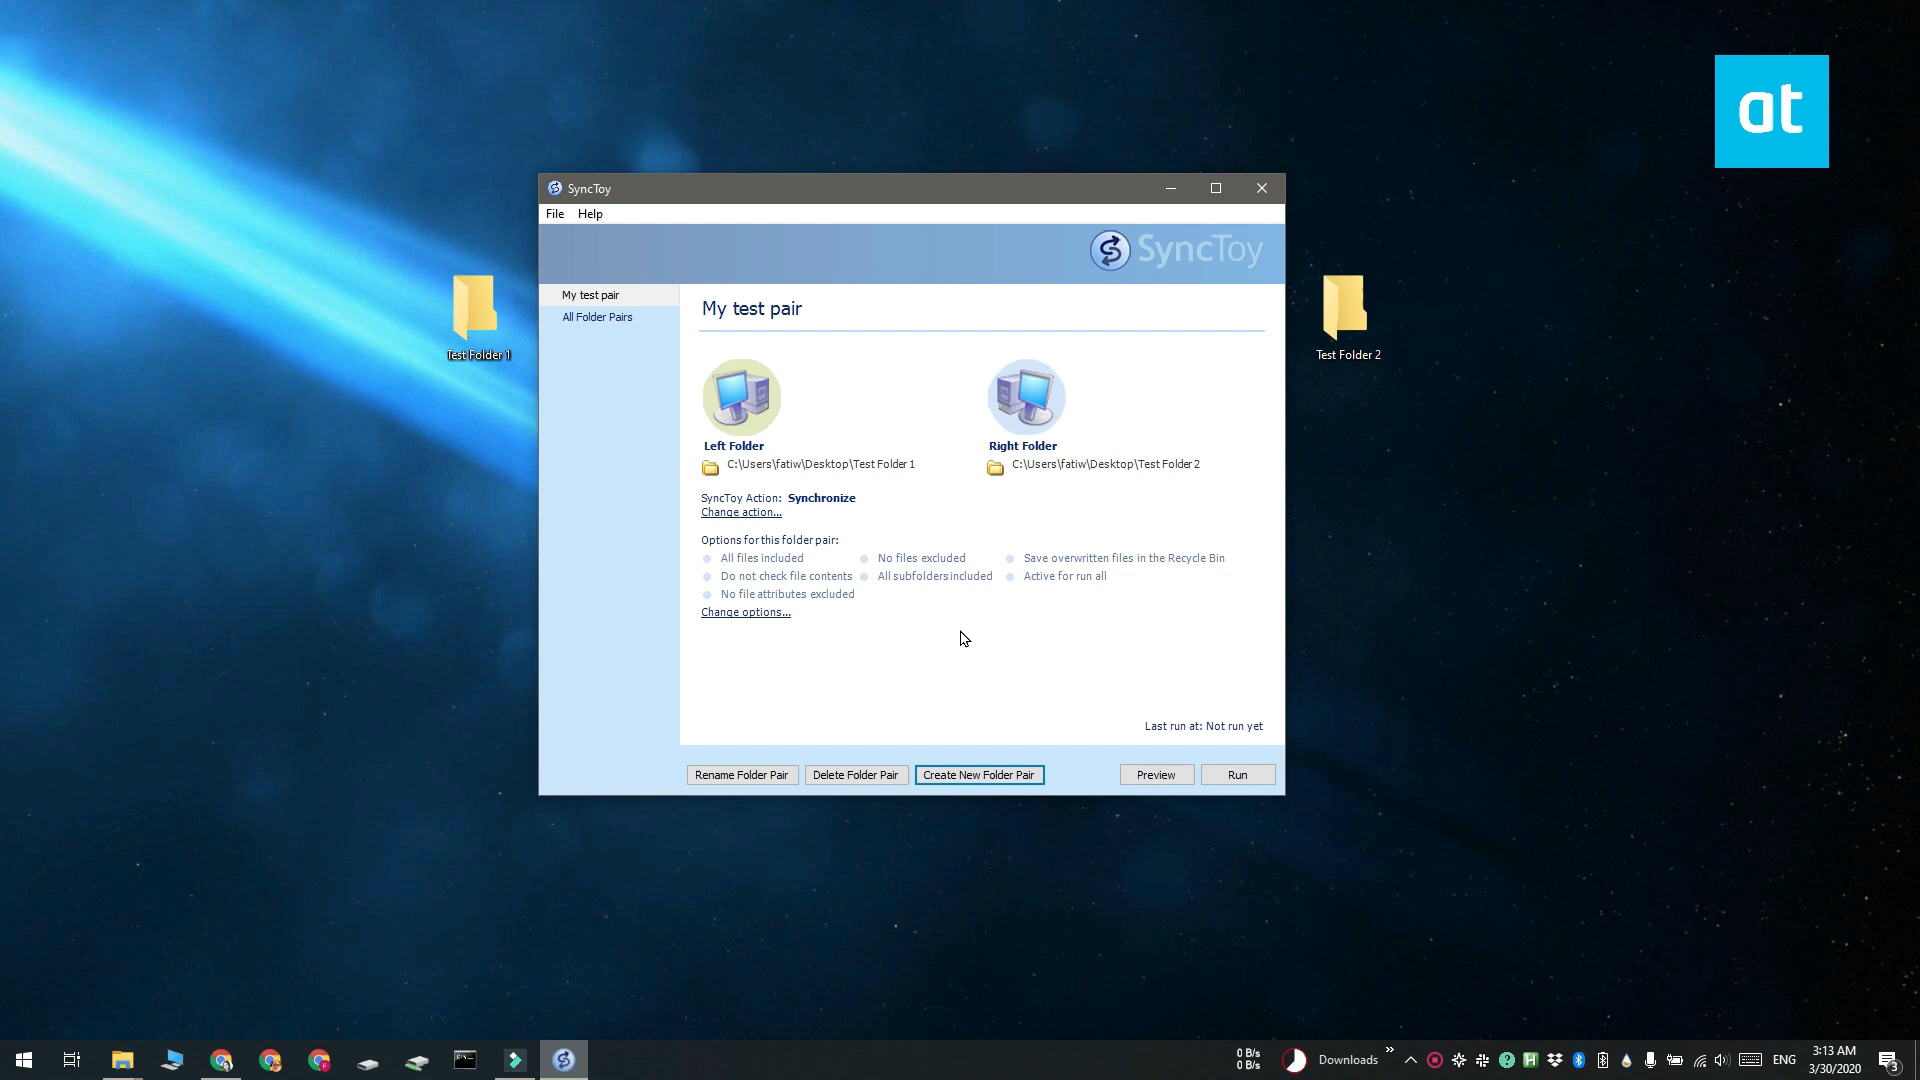 at
SyncToy
File Help
SyncToy
My test pair
All Folder Pairs
My test pair
Test Folder 1
Test Folder 2
Left Folder
C:\Users\fatiw\Desktop\Test Folder 1
Right Folder
C:\Users\fatiw\Desktop\Test Folder 2
SyncToy Action: Synchronize
Change action...
Options for this folder pair:
All files included
No files excluded
Save overwritten files in the Recycle Bin
Do not check file contents
All subfolders included
Active for run all
No file attributes excluded
Change options...
Last run at: Not run yet
Rename Folder Pair
Delete Folder Pair
Create New Folder Pair
Preview
Run
0 B/s
0 B/s
Downloads
ENG
3:13 AM
3/30/2020
3